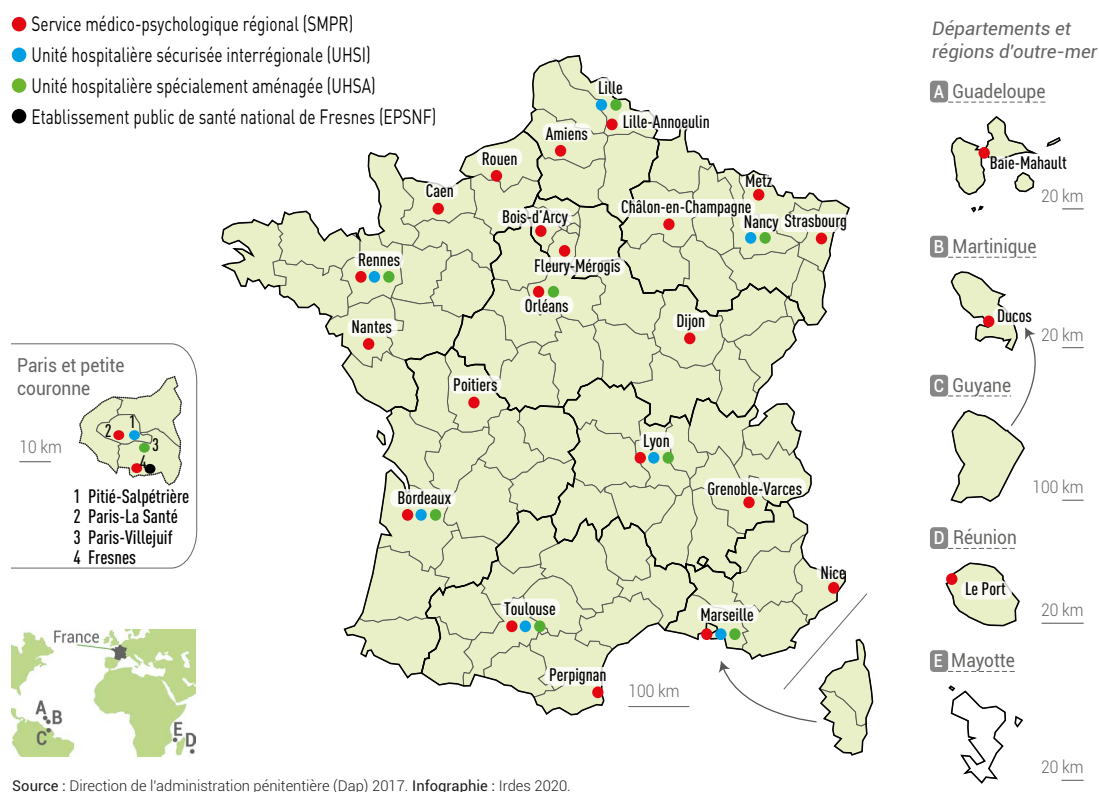 Service médico-psychologique régional (SMPR)
Unité hospitalière sécurisée interrégionale (UHSI)
Unité hospitalière spécialement aménagée (UHSA)
Etablissement public de santé national de Fresnes (EPSNF)
Lille
Lille-Annoeulin
Amiens
Rouen
Caen
Metz
Châlon-en-Champagne
Bois-d'Arcy
Nancy
Strasbourg
Fleury-Mérogis
Rennes
Orléans
Nantes
Dijon
Poitiers
Lyon
Grenoble-Varces
Bordeaux
Nice
Toulouse
Marseille
Perpignan
100 km
Paris et petite
couronne
1
2
3
4
10 km
1 Pitié-Salpétrière
2 Paris-La Santé
3 Paris-Villejuif
4 Fresnes
France
A
B
C
E
D
Départements et
régions d'outre-mer
A Guadeloupe
Baie-Mahault
20 km
B Martinique
Ducos
20 km
C Guyane
100 km
D Réunion
Le Port
20 km
E Mayotte
20 km
Source : Direction de l'administration pénitentiaire (Dap) 2017. Infographie : Irdes 2020.